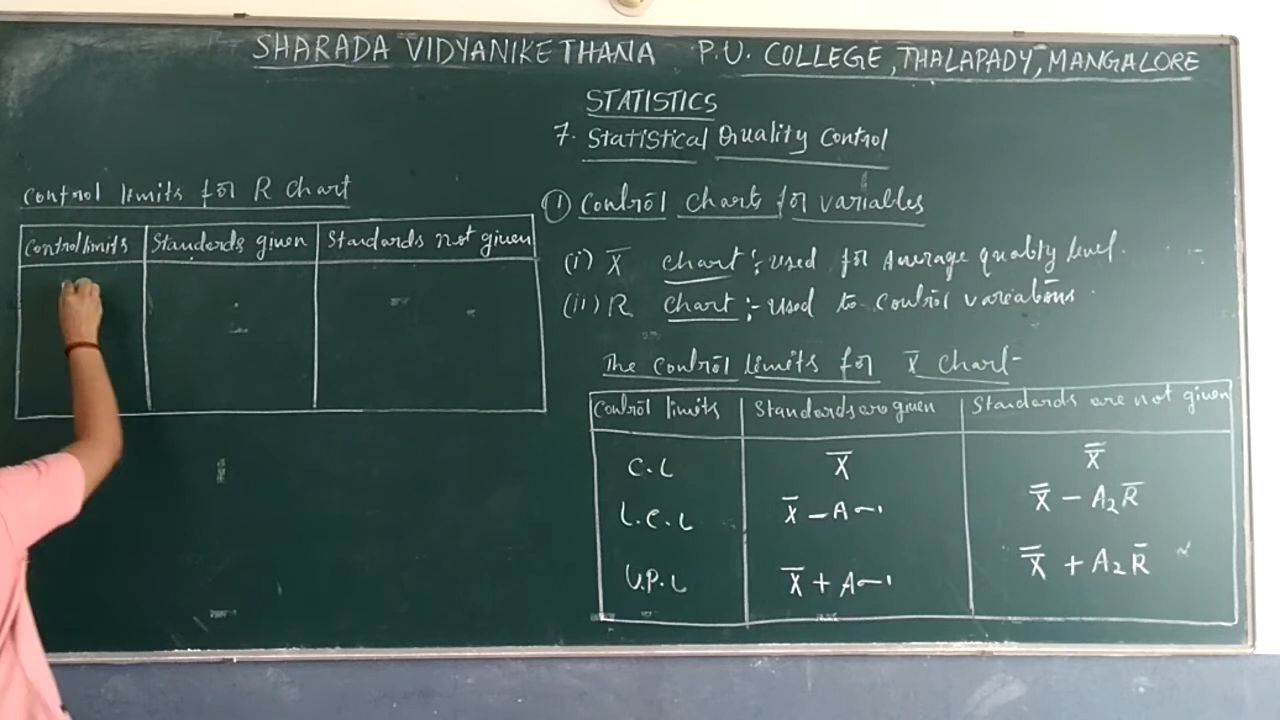 SHARADA VIDYANIKETHANA P.U. COLLEGE, THALAPADY, MANGALORE
STATISTICS
7. Statistical Quality Control
Control limits for R chart
Control limits Standards given Standards not given
① Control charts for variables
(i) X̅ chart :- used for Average quality level.
(ii) R chart :- used to control variations.
The control limits for X̅ chart-
Control limits Standards are given Standards are not given
C.L X̅ X̿
L.C.L X̅ - A X̿ - A₂R̅
U.P.L X̅ + A X̿ + A₂R̅